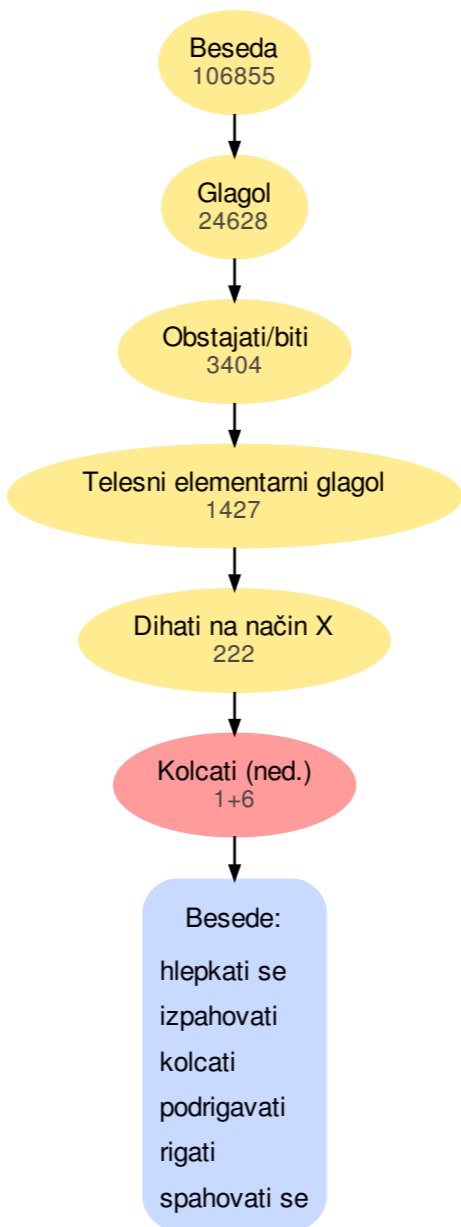 Beseda
106855
Glagol
24628
Obstajati/biti
3404
Telesni elementarni glagol
1427
Dihati na način X
222
Kolcati (ned.)
1+6
Besede:
hlepkati se
izpahovati
kolcati
podrigavati
rigati
spahovati se